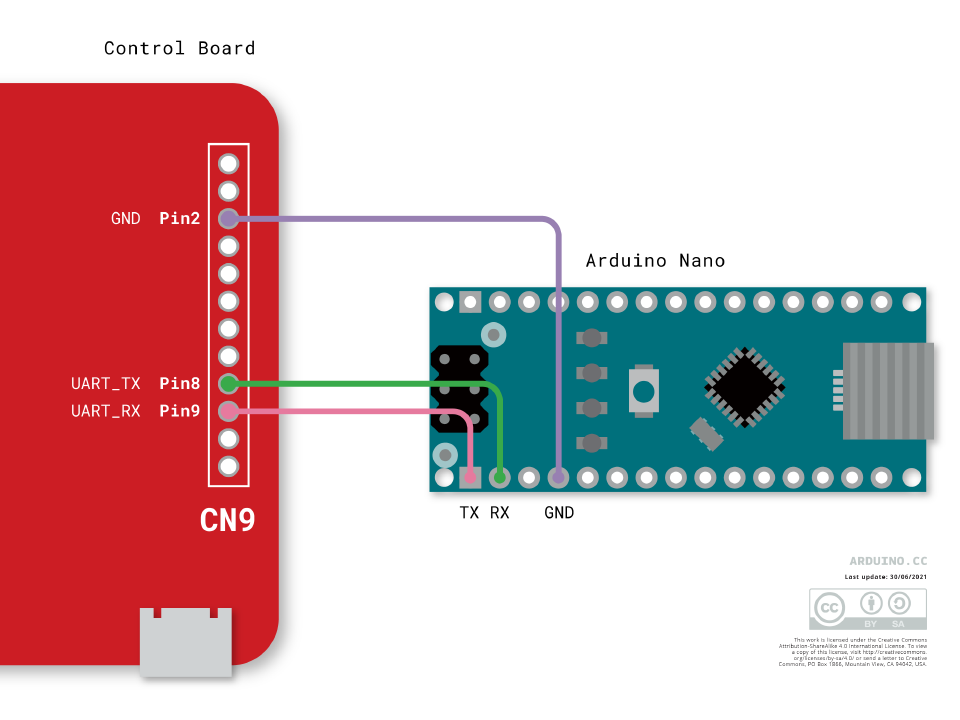 Control Board
GND Pin2
Arduino Nano
UART_TX Pin8
UART_RX Pin9
CN9
TX RX GND
ARDUINO.CC
Last update: 30/06/2021
CC BY SA
This work is licensed under the Creative Commons
Attribution-ShareAlike 4.0 International License. To view
a copy of this license, visit http://creativecommons.
org/licenses/by-sa/4.0/ or send a letter to Creative
Commons, PO Box 1866, Mountain View, CA 94042, USA.